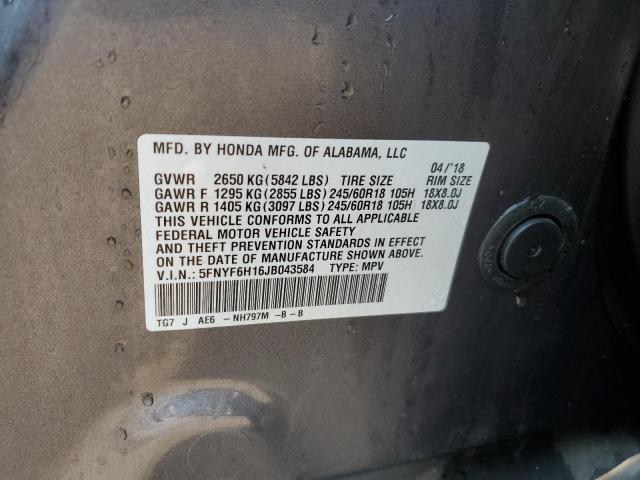 MFD. BY HONDA MFG. OF ALABAMA, LLC
04/'18
GVWR 2650 KG(5842 LBS) TIRE SIZE RIM SIZE
GAWR F 1295 KG(2855 LBS)245/60R18 105H 18X8.0J
GAWR R 1405 KG(3097 LBS)245/60R18 105H 18X8.0J
THIS VEHICLE CONFORMS TO ALL APPLICABLE
FEDERAL MOTOR VEHICLE SAFETY
AND THEFT PREVENTION STANDARDS IN EFFECT
ON THE DATE OF MANUFACTURE SHOWN ABOVE.
V.I.N.: 5FNYF6H16JB043584 TYPE: MPV
TG7 J AE6 -NH797M -B-B